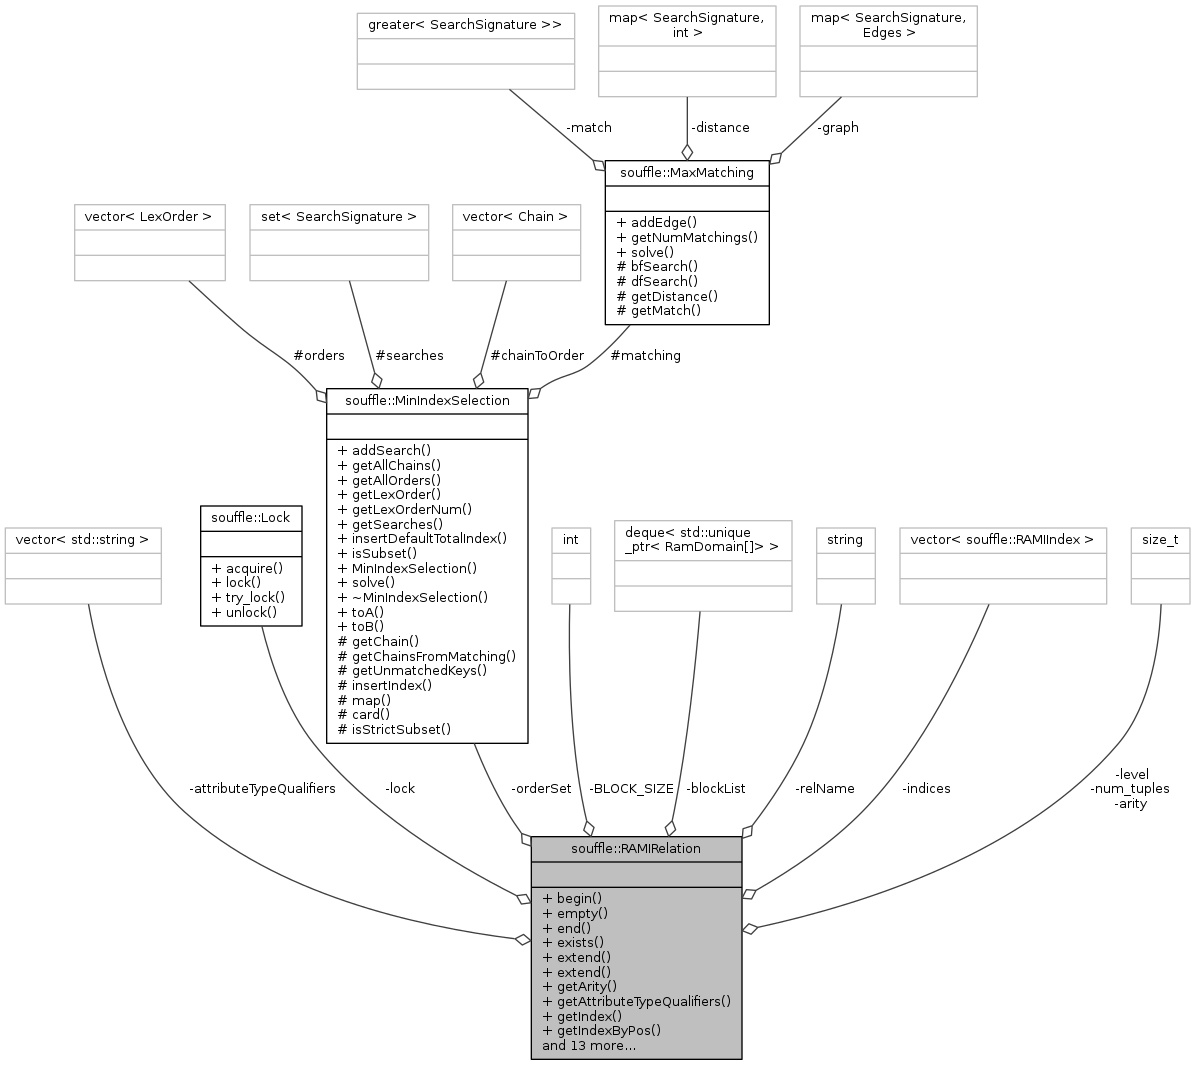 greater< SearchSignature >>
map< SearchSignature,
int >
map< SearchSignature,
Edges >
-match
-distance
-graph
souffle::MaxMatching
+ addEdge()
+ getNumMatchings()
+ solve()
# bfSearch()
# dfSearch()
# getDistance()
# getMatch()
vector< LexOrder >
set< SearchSignature >
vector< Chain >
#orders
#searches
#chainToOrder
#matching
souffle::MinIndexSelection
+ addSearch()
+ getAllChains()
+ getAllOrders()
+ getLexOrder()
+ getLexOrderNum()
+ getSearches()
+ insertDefaultTotalIndex()
+ isSubset()
+ MinIndexSelection()
+ solve()
+ ~MinIndexSelection()
+ toA()
+ toB()
# getChain()
# getChainsFromMatching()
# getUnmatchedKeys()
# insertIndex()
# map()
# card()
# isStrictSubset()
vector< std::string >
souffle::Lock
+ acquire()
+ lock()
+ try_lock()
+ unlock()
int
deque< std::unique
_ptr< RamDomain[]> >
string
vector< souffle::RAMIIndex >
size_t
-attributeTypeQualifiers
-lock
-orderSet
-BLOCK_SIZE
-blockList
-relName
-indices
-level
-num_tuples
-arity
souffle::RAMIRelation
+ begin()
+ empty()
+ end()
+ exists()
+ extend()
+ extend()
+ getArity()
+ getAttributeTypeQualifiers()
+ getIndex()
+ getIndexByPos()
and 13 more...